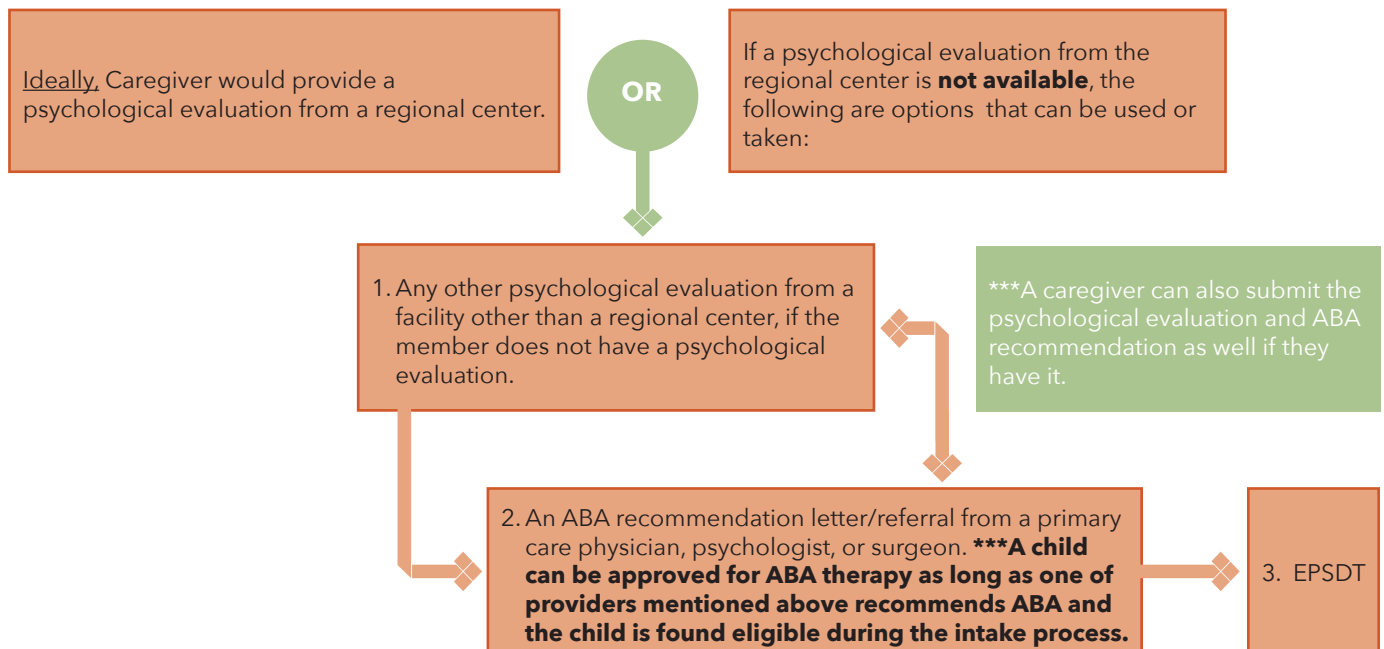 Ideally, Caregiver would provide a
psychological evaluation from a regional center.
OR
If a psychological evaluation from the
regional center is not available, the
following are options that can be used or
taken:
1. Any other psychological evaluation from a
facility other than a regional center, if the
member does not have a psychological
evaluation.
***A caregiver can also submit the
psychological evaluation and ABA
recommendation as well if they
have it.
2. An ABA recommendation letter/referral from a primary
care physician, psychologist, or surgeon. ***A child
can be approved for ABA therapy as long as one of
providers mentioned above recommends ABA and
the child is found eligible during the intake process.
3. EPSDT